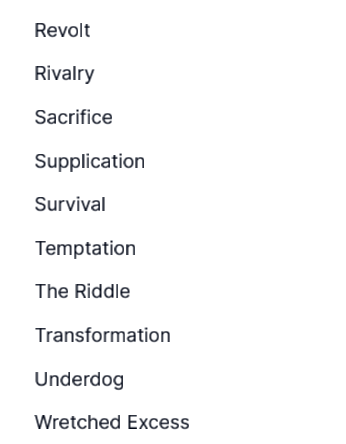 Revolt
Rivalry
Sacrifice
Supplication
Survival
Temptation
The Riddle
Transformation
Underdog
Wretched Excess